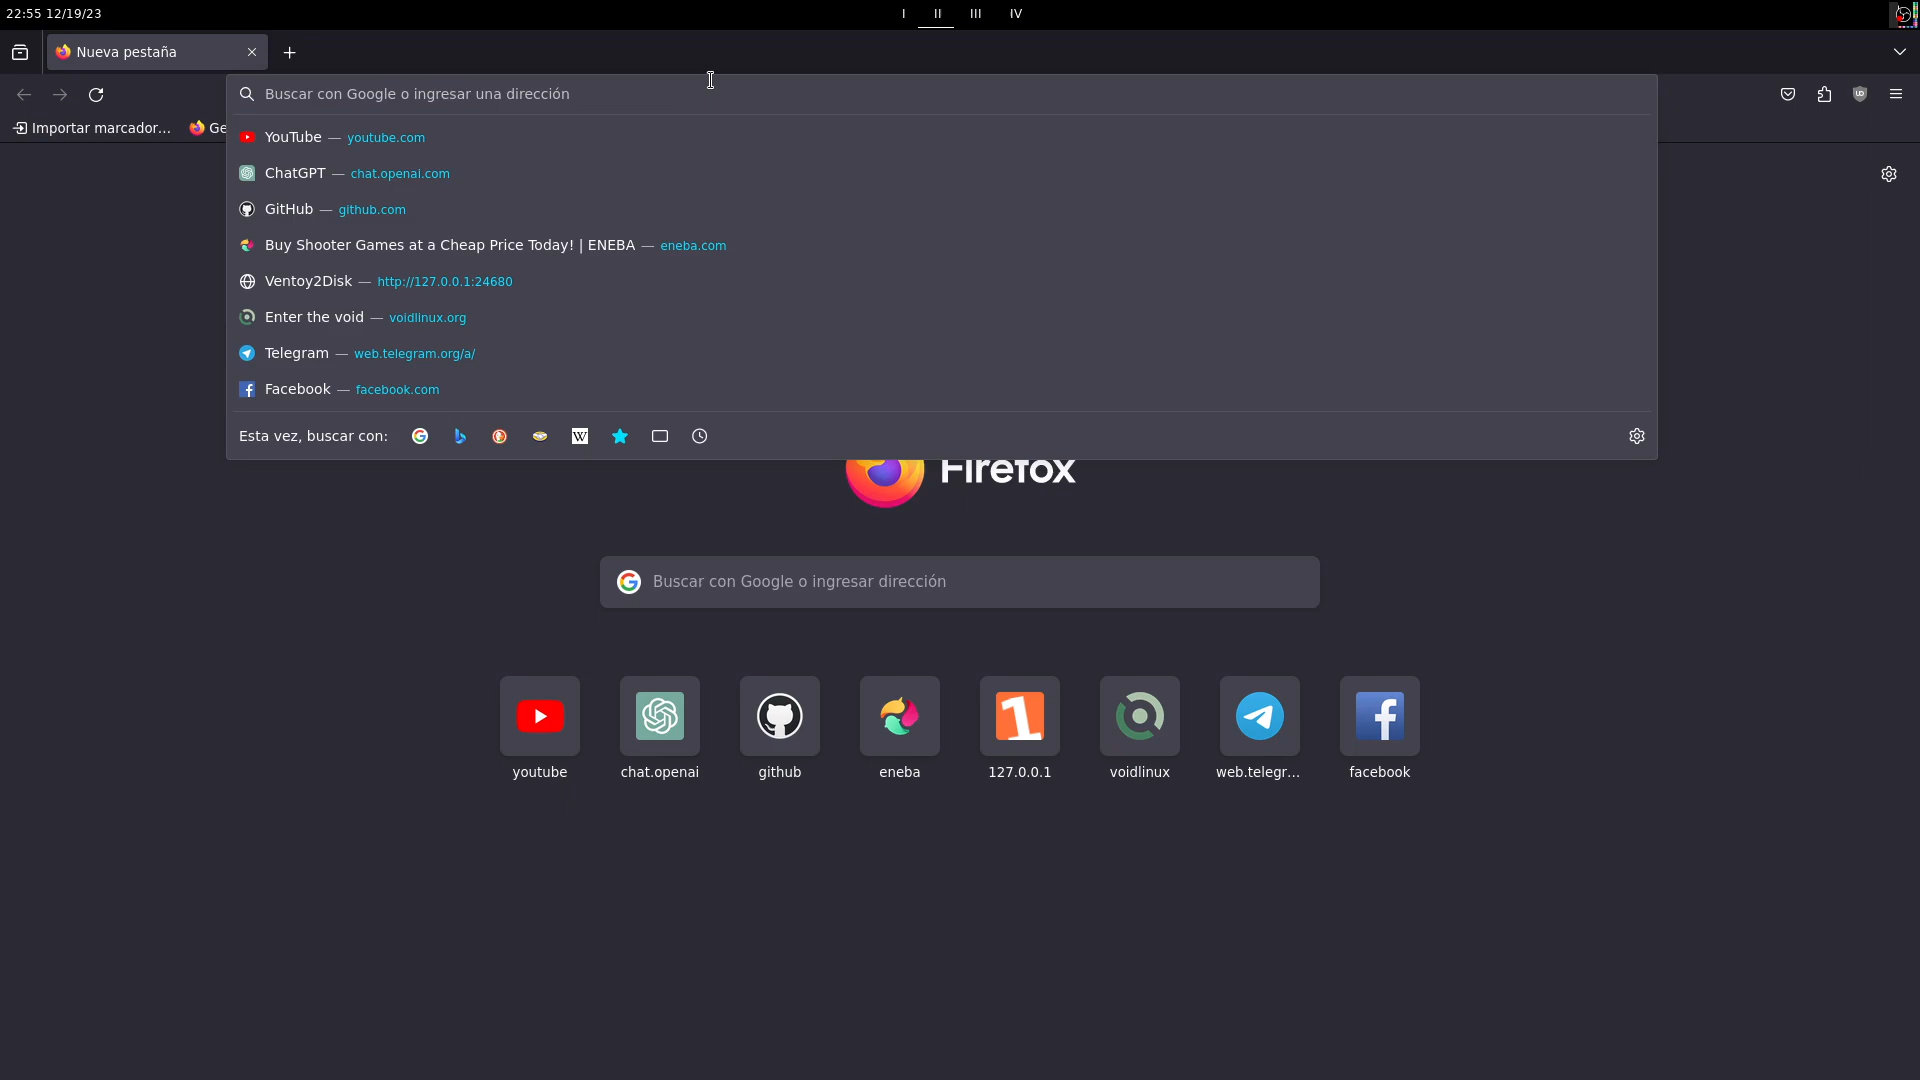 22:55 12/19/23
I II III IV
Nueva pestaña
Buscar con Google o ingresar una dirección
Importar marcador... Ge
YouTube — youtube.com
ChatGPT — chat.openai.com
GitHub — github.com
Buy Shooter Games at a Cheap Price Today! | ENEBA — eneba.com
Ventoy2Disk — http://127.0.0.1:24680
Enter the void — voidlinux.org
Telegram — web.telegram.org/a/
Facebook — facebook.com
Esta vez, buscar con:
Firefox
Buscar con Google o ingresar dirección
youtube chat.openai github eneba 127.0.0.1 voidlinux web.telegr... facebook